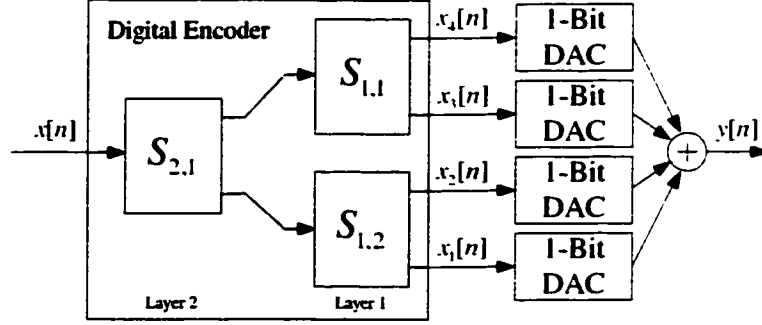 Digital Encoder
x[n]
S2,1
S1,1
S1,2
Layer 2
Layer 1
x4[n]
x3[n]
x2[n]
x1[n]
1-Bit
DAC
1-Bit
DAC
1-Bit
DAC
1-Bit
DAC
+
y[n]